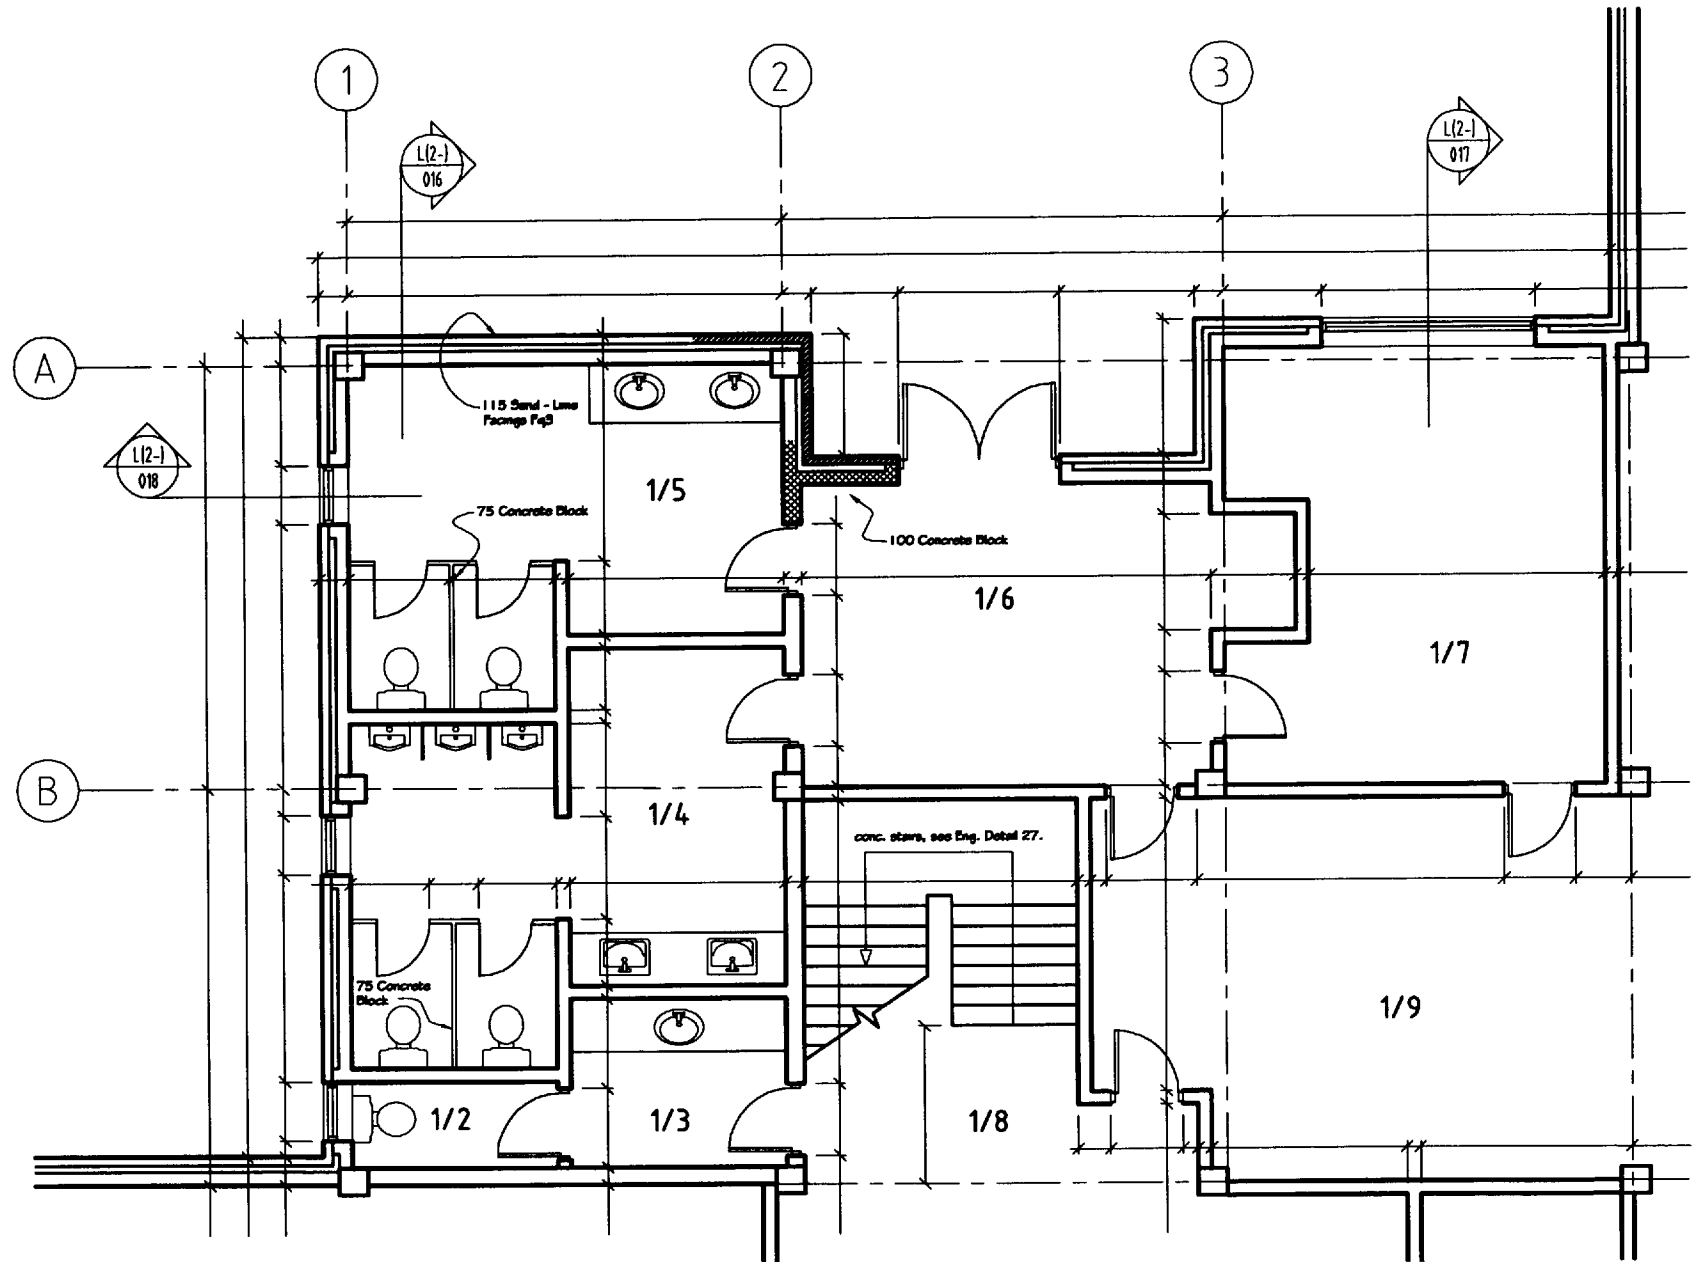 1
2
3
L(2-)
016
L(2-)
017
A
115 Sand - Lime
Facings Fq3
L(2-)
018
1/5
75 Concrete Block
100 Concrete Block
1/6
1/7
B
1/4
conc. stairs, see Eng. Detail 27.
75 Concrete
Block
1/9
1/2
1/3
1/8